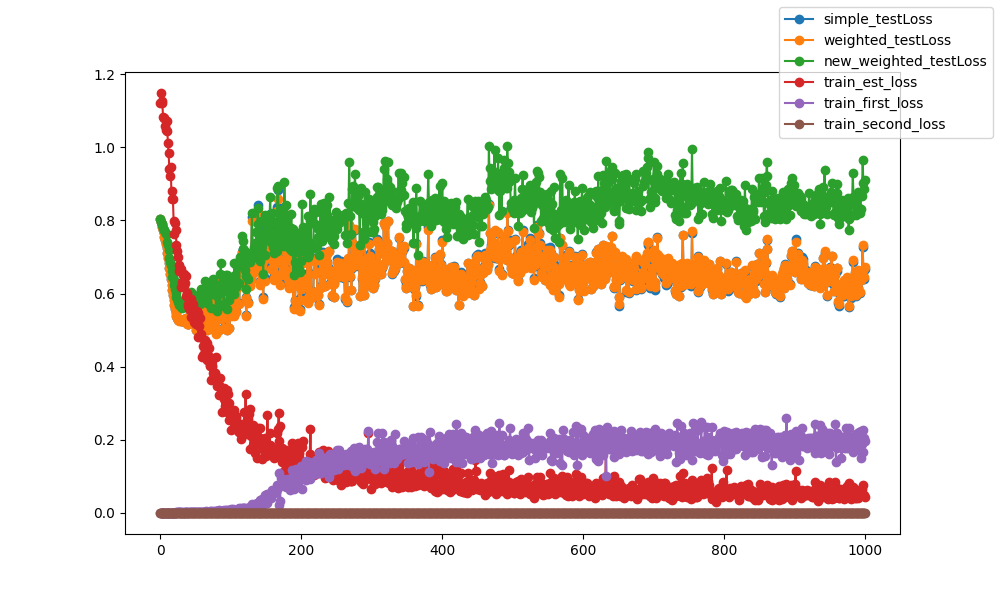 simple_testLoss
weighted_testLoss
new_weighted_testLoss
train_est_loss
train_first_loss
train_second_loss
1.2
1.0
0.8
0.6
0.4
0.2
0.0
0 200 400 600 800 1000